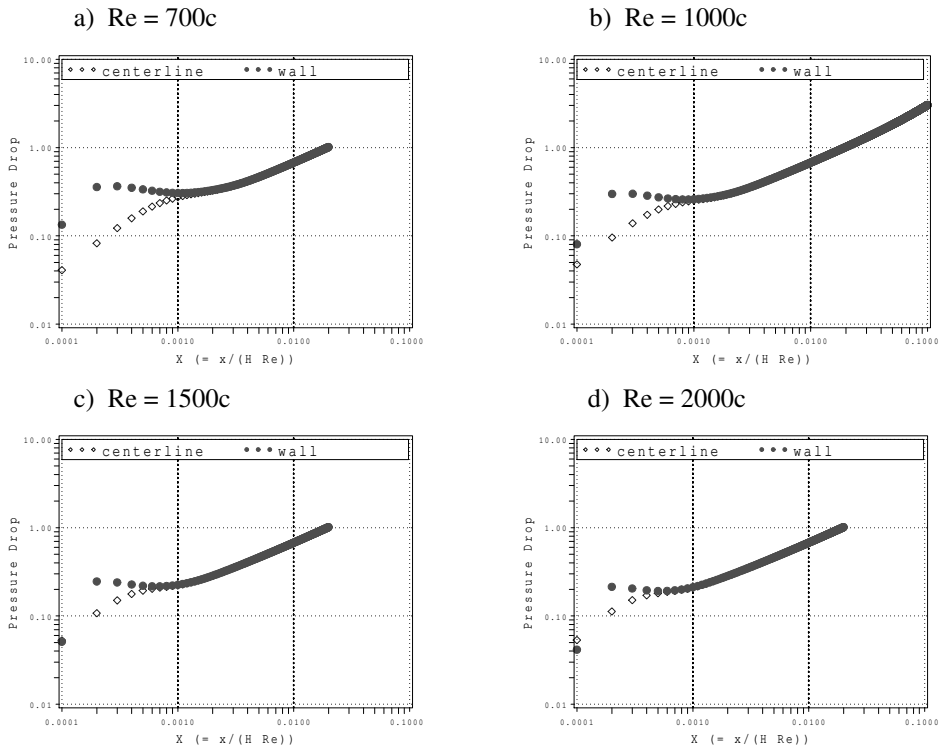 a) Re = 700c
10.00
centerline wall
1.00
0.10
0.01
Pressure Drop
0.0001 0.0010 0.0100 0.1000
X (= x/(H Re))
b) Re = 1000c
10.00
centerline wall
1.00
0.10
0.01
Pressure Drop
0.0001 0.0010 0.0100 0.1000
X (= x/(H Re))
c) Re = 1500c
10.00
centerline wall
1.00
0.10
0.01
Pressure Drop
0.0001 0.0010 0.0100 0.1000
X (= x/(H Re))
d) Re = 2000c
10.00
centerline wall
1.00
0.10
0.01
Pressure Drop
0.0001 0.0010 0.0100 0.1000
X (= x/(H Re))